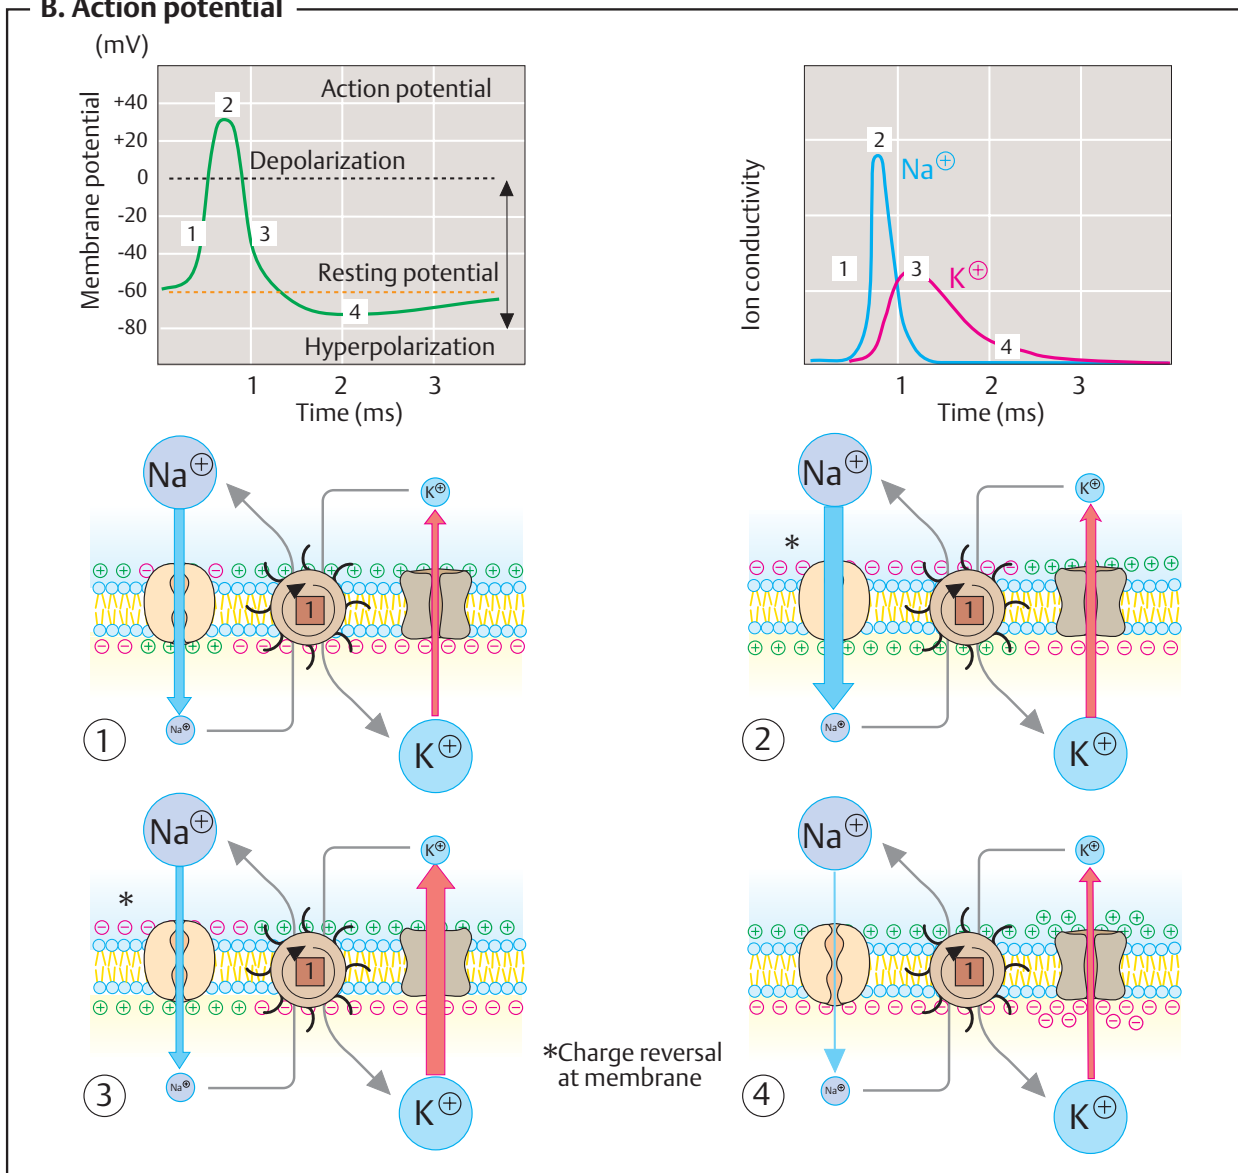 B. Action potential
(mV)
Membrane potential
+40
+20
0
-20
-40
-60
-80
Action potential
2
Depolarization
1
3
Resting potential
4
Hyperpolarization
1 2 3
Time (ms)
Ion conductivity
2
Na⊕
1
3
K⊕
4
1 2 3
Time (ms)
Na⊕
K⊕
1
Na⊕
K⊕
1
Na⊕
K⊕
*
1
Na⊕
K⊕
2
Na⊕
K⊕
*
1
Na⊕
K⊕
3
*Charge reversal
at membrane
Na⊕
K⊕
1
Na⊕
K⊕
4